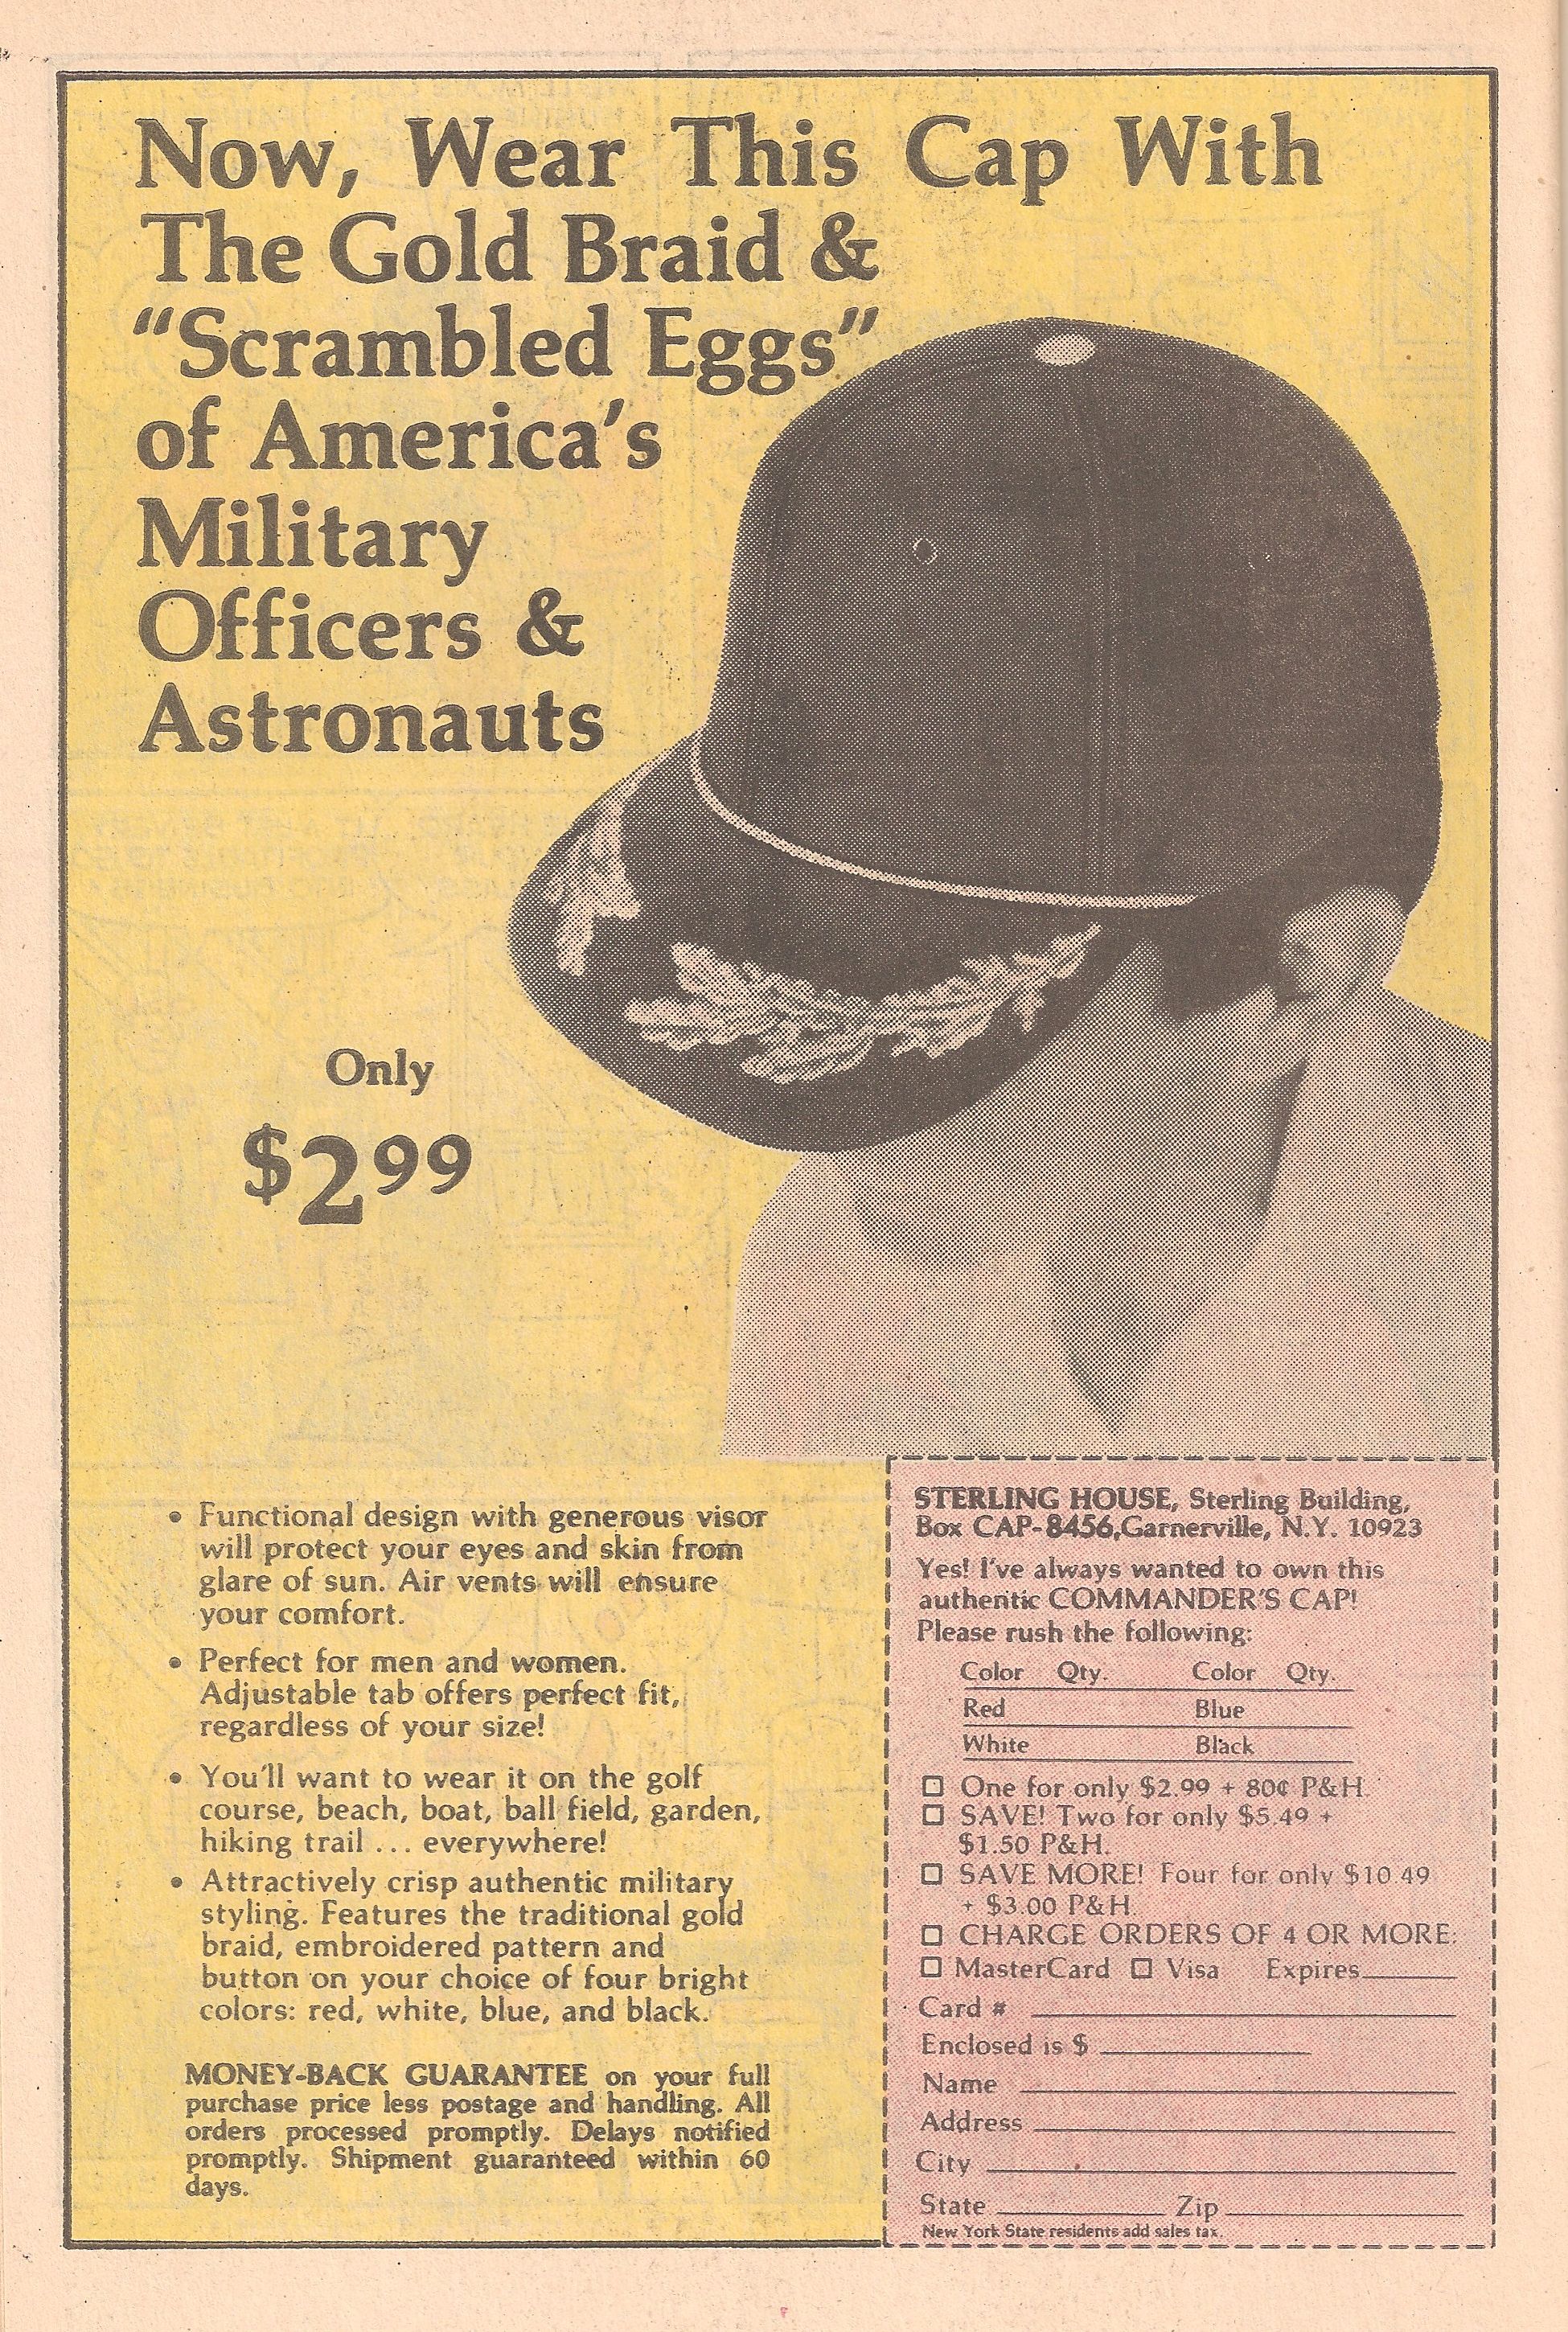 Now, Wear This Cap With
The Gold Braid &
“Scrambled Eggs”
of America’s
Military
Officers &
Astronauts
Only
$2 99
• Functional design with generous visor
will protect your eyes and skin from
glare of sun. Air vents will ensure
your comfort.
• Perfect for men and women.
Adjustable tab offers perfect fit,
regardless of your size!
• You'll want to wear it on the golf
course, beach, boat, ball field, garden,
hiking trail ... everywhere!
• Attractively crisp authentic military
styling. Features the traditional gold
braid, embroidered pattern and
button on your choice of four bright
colors: red, white, blue, and black.
MONEY-BACK GUARANTEE on your full
purchase price less postage and handling. All
orders processed promptly. Delays notified
promptly. Shipment guaranteed within 60
days.
STERLING HOUSE, Sterling Building,
Box CAP-8456,Garnerville, N.Y. 10923
Yes! I've always wanted to own this
authentic COMMANDER'S CAP!
Please rush the following:
Color Qty. Color Qty.
Red Blue
White Black
☐ One for only $2.99 + 80¢ P&H.
☐ SAVE! Two for only $5.49 +
$1.50 P&H.
☐ SAVE MORE! Four for only $10.49
+ $3.00 P&H.
☐ CHARGE ORDERS OF 4 OR MORE:
☐ MasterCard ☐ Visa Expires
Card #
Enclosed is $
Name
Address
City
State Zip
New York State residents add sales tax.